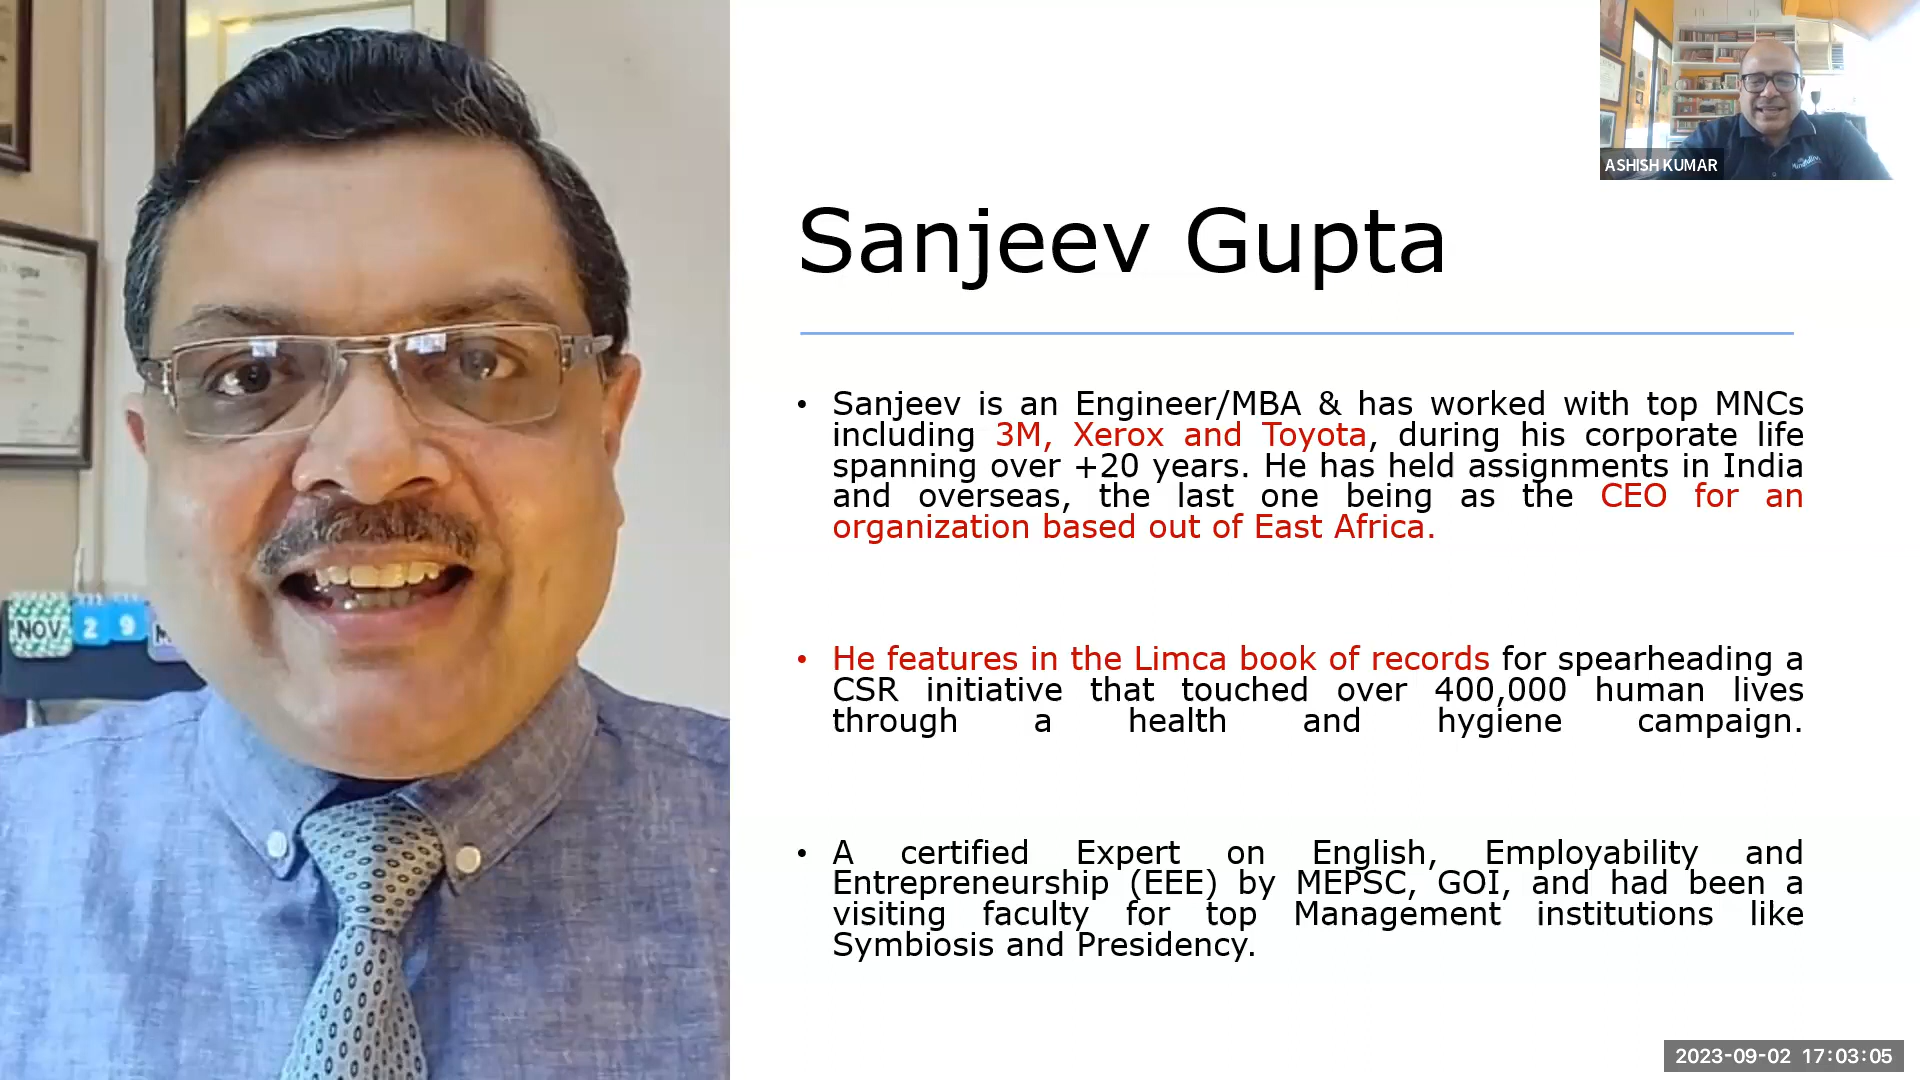 ASHISH KUMAR
Sanjeev Gupta
• Sanjeev is an Engineer/MBA & has worked with top MNCs
including 3M, Xerox and Toyota, during his corporate life
spanning over +20 years. He has held assignments in India
and overseas, the last one being as the CEO for an
organization based out of East Africa.
• He features in the Limca book of records for spearheading a
CSR initiative that touched over 400,000 human lives
through a health and hygiene campaign.
• A certified Expert on English, Employability and
Entrepreneurship (EEE) by MEPSC, GOI, and had been a
visiting faculty for top Management institutions like
Symbiosis and Presidency.
NOV 2 9
2023-09-02 17:03:05